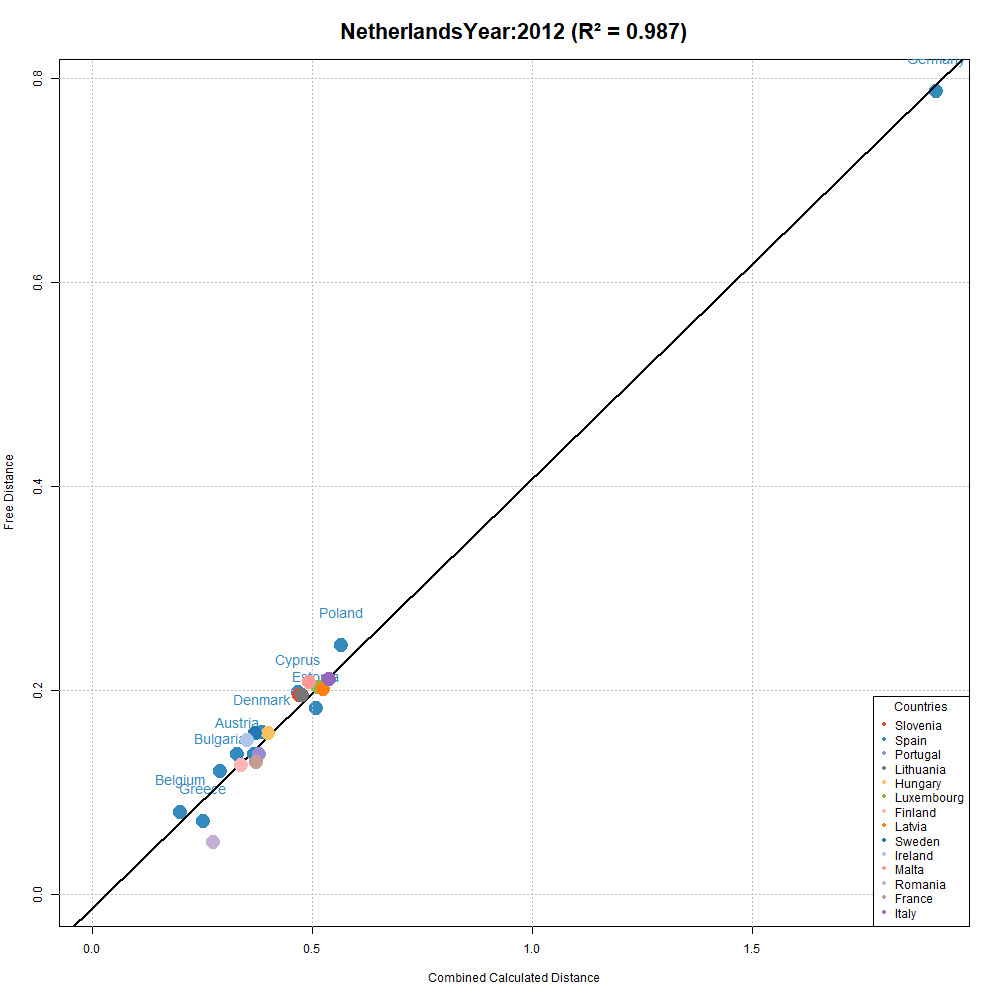 NetherlandsYear:2012 (R² = 0.987)
Germany
0.8
0.6
0.4
0.2
0.0
Free Distance
Poland
Cyprus
Estonia
Denmark
Austria
Bulgaria
Belgium
Greece
Countries
Slovenia
Spain
Portugal
Lithuania
Hungary
Luxembourg
Finland
Latvia
Sweden
Ireland
Malta
Romania
France
Italy
0.0 0.5 1.0 1.5
Combined Calculated Distance